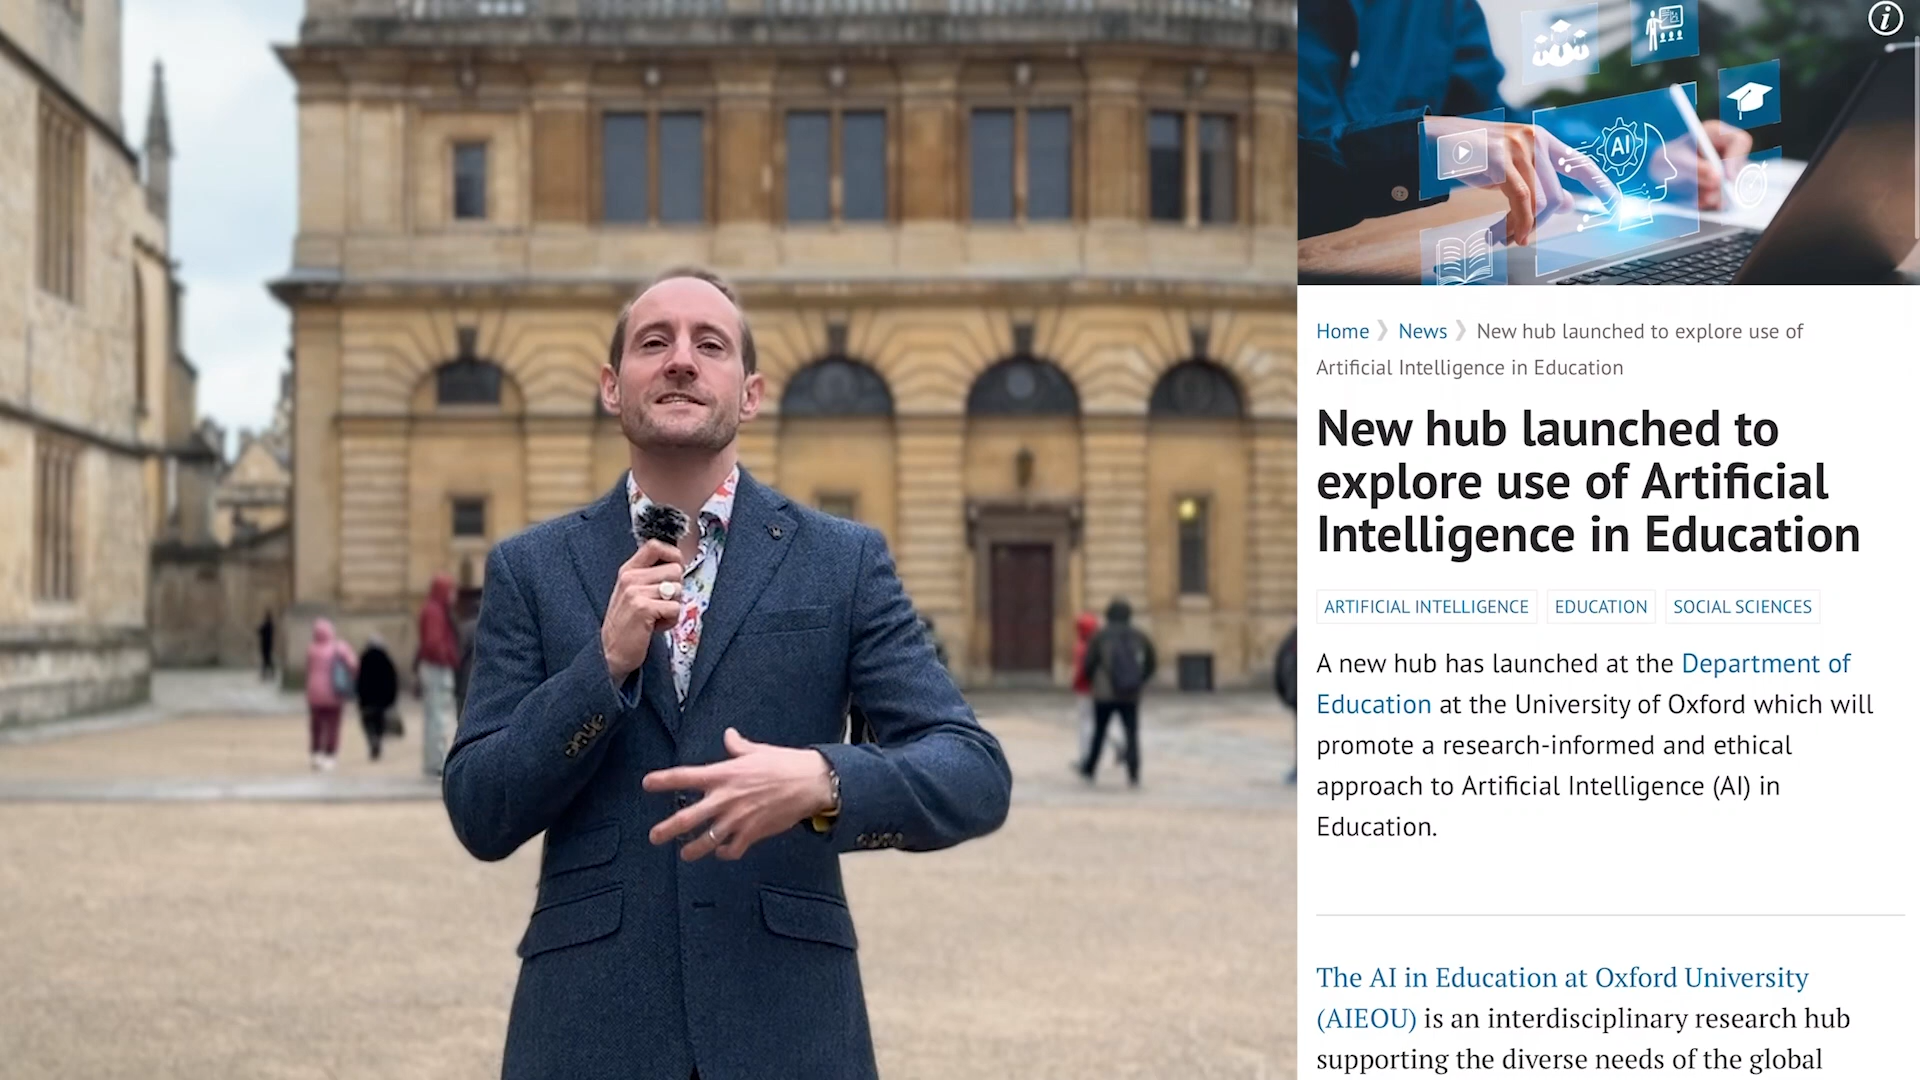 AI
i
Home 》 News 》 New hub launched to explore use of
Artificial Intelligence in Education
New hub launched to
explore use of Artificial
Intelligence in Education
ARTIFICIAL INTELLIGENCE EDUCATION SOCIAL SCIENCES
A new hub has launched at the Department of
Education at the University of Oxford which will
promote a research-informed and ethical
approach to Artificial Intelligence (AI) in
Education.
The AI in Education at Oxford University
(AIEOU) is an interdisciplinary research hub
supporting the diverse needs of the global